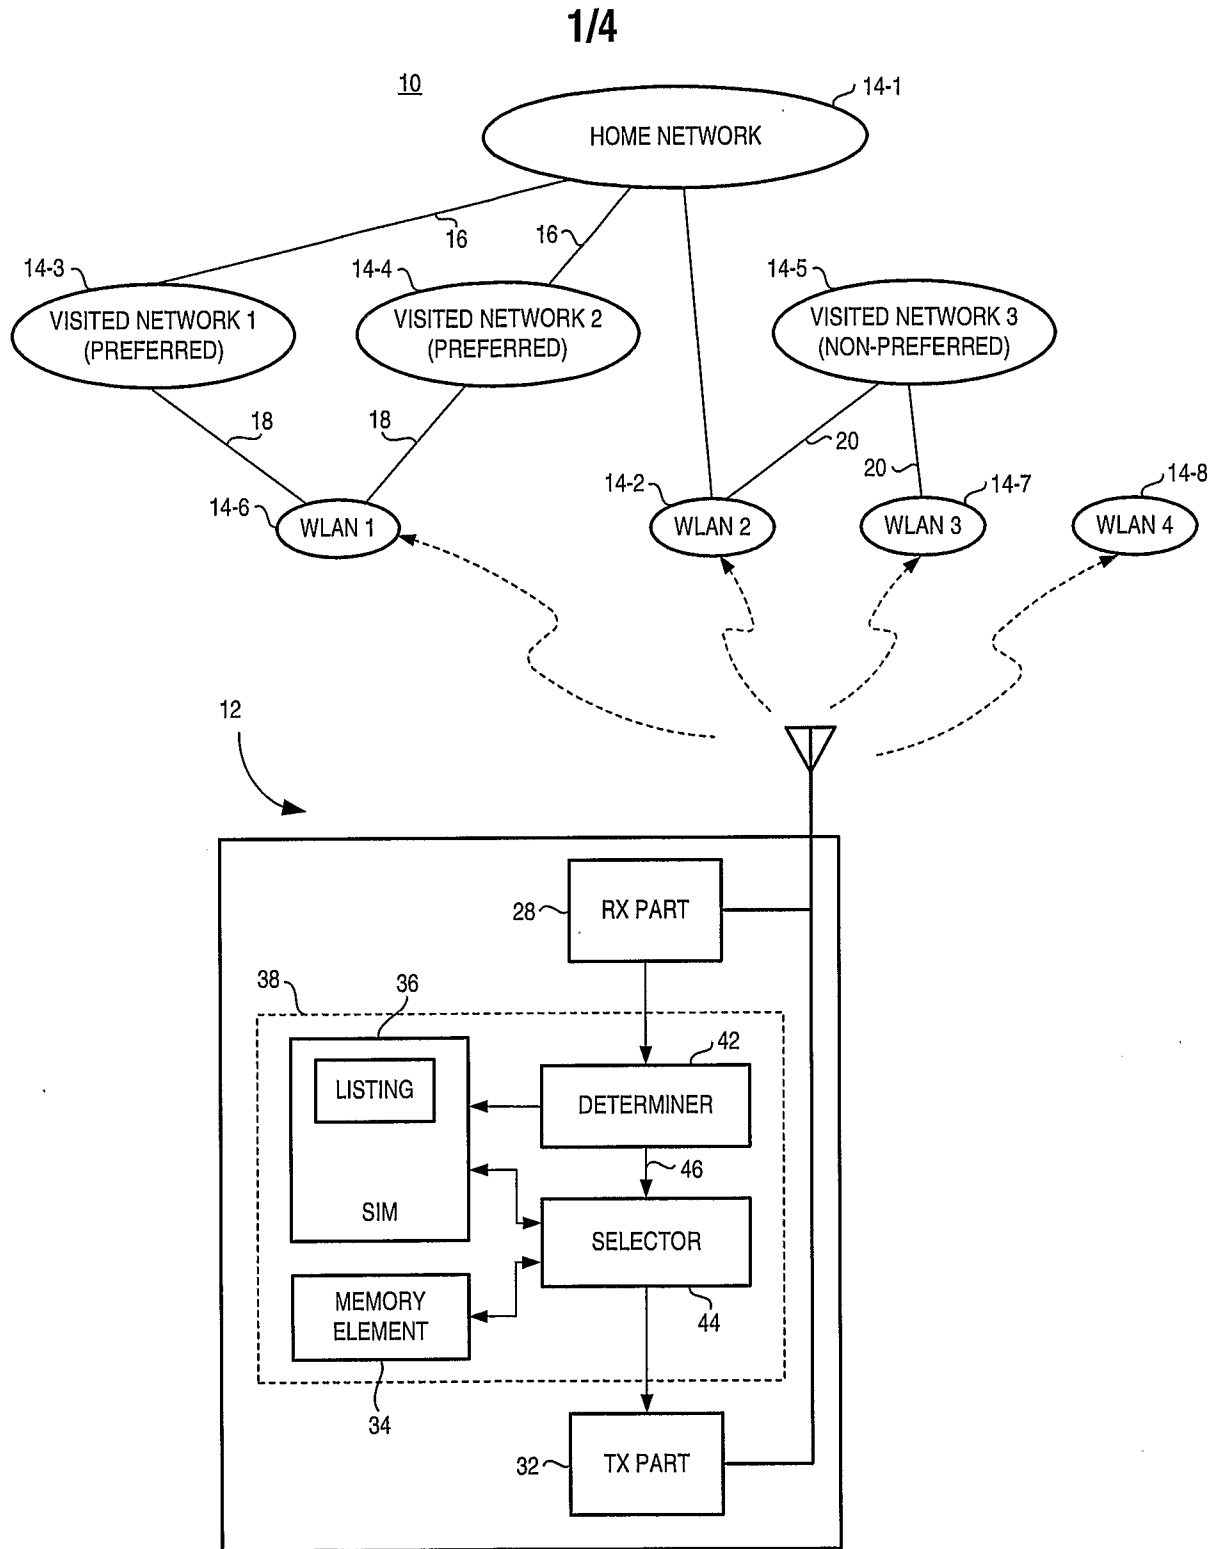 1/4
10
14-1
HOME NETWORK
16
16
14-3
14-4
14-5
VISITED NETWORK 1
(PREFERRED)
VISITED NETWORK 2
(PREFERRED)
VISITED NETWORK 3
(NON-PREFERRED)
18
18
20
20
14-6
14-2
14-7
14-8
WLAN 1
WLAN 2
WLAN 3
WLAN 4
12
28
RX PART
38
36
42
LISTING
DETERMINER
46
SIM
SELECTOR
44
MEMORY
ELEMENT
34
32
TX PART